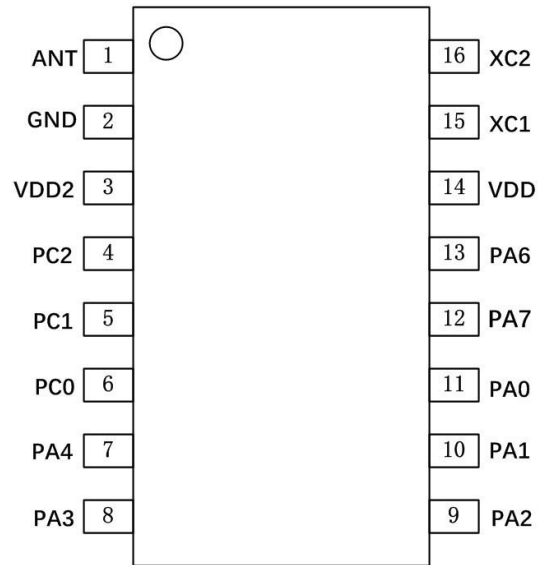 ANT 1 16 XC2
GND 2 15 XC1
VDD2 3 14 VDD
PC2 4 13 PA6
PC1 5 12 PA7
PC0 6 11 PA0
PA4 7 10 PA1
PA3 8 9 PA2